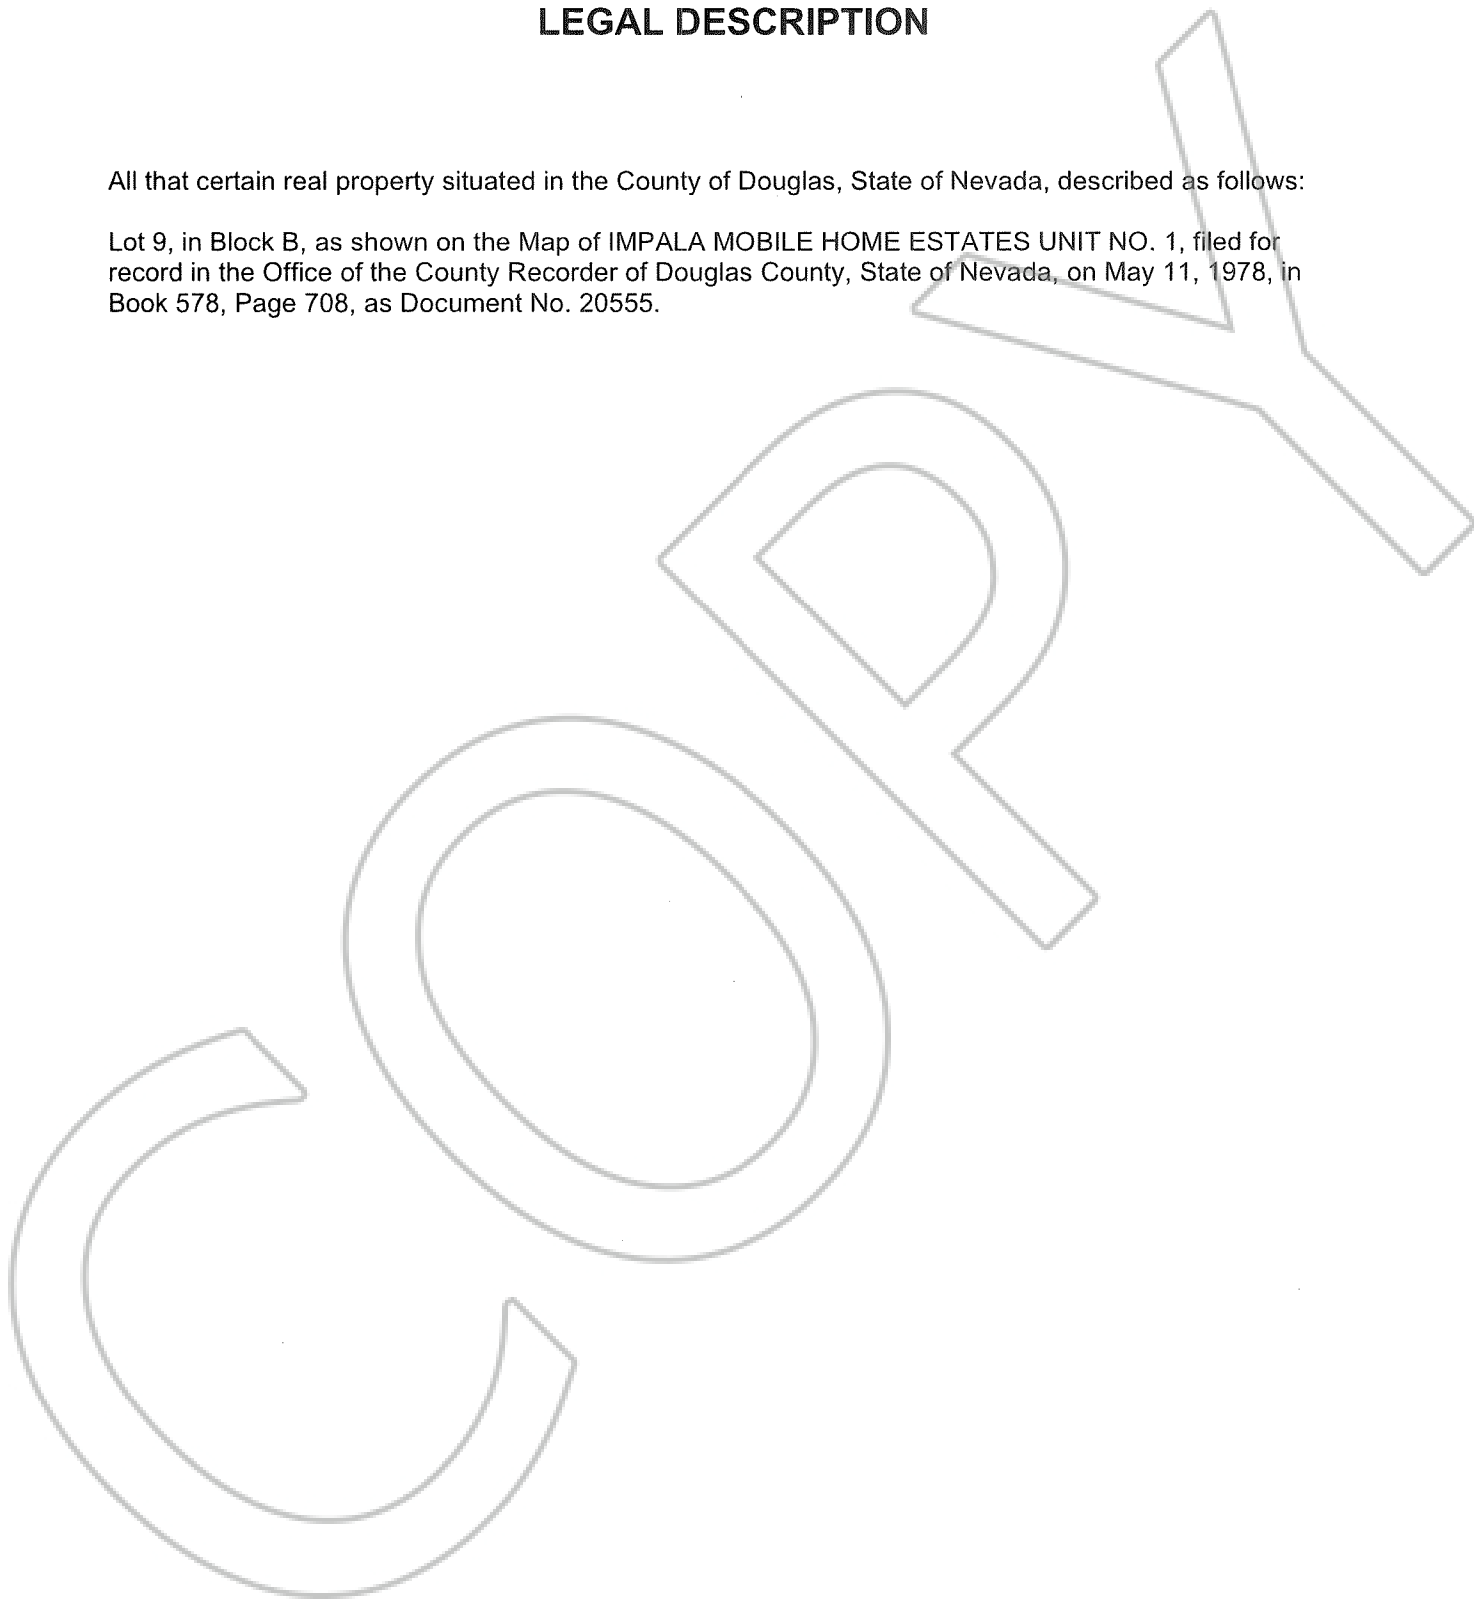 LEGAL DESCRIPTION
All that certain real property situated in the County of Douglas, State of Nevada, described as follows:
Lot 9, in Block B, as shown on the Map of IMPALA MOBILE HOME ESTATES UNIT NO. 1, filed for
record in the Office of the County Recorder of Douglas County, State of Nevada, on May 11, 1978, in
Book 578, Page 708, as Document No. 20555.
COPY